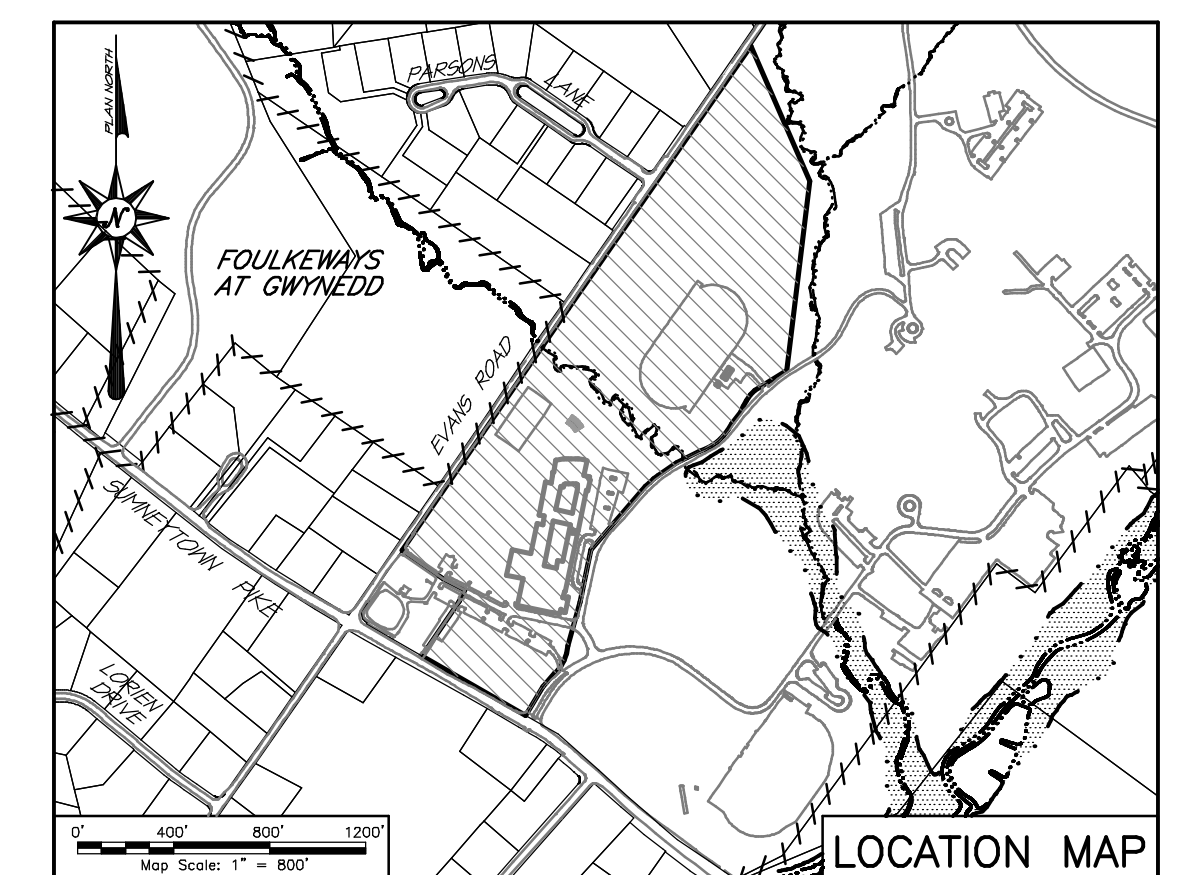 PLAN NORTH
N
PARSONS
LANE
FOULKEWAYS
AT GWYNEDD
EVANS ROAD
SUMNEYTOWN PIKE
LORIEN
DRIVE
0' 400' 800' 1200'
Map Scale: 1" = 800'
LOCATION MAP